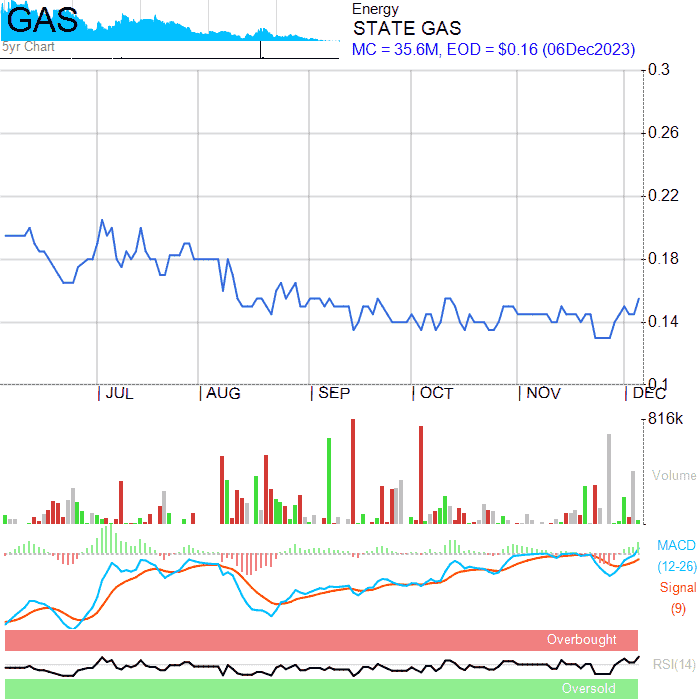 GAS
5yr Chart
Energy
STATE GAS
MC = 35.6M, EOD = $0.16 (06Dec2023)
0.3
0.26
0.22
0.18
0.14
0.1
JUL AUG SEP OCT NOV DEC
816k
Volume
MACD
(12-26)
Signal
(9)
Overbought
RSI(14)
Oversold